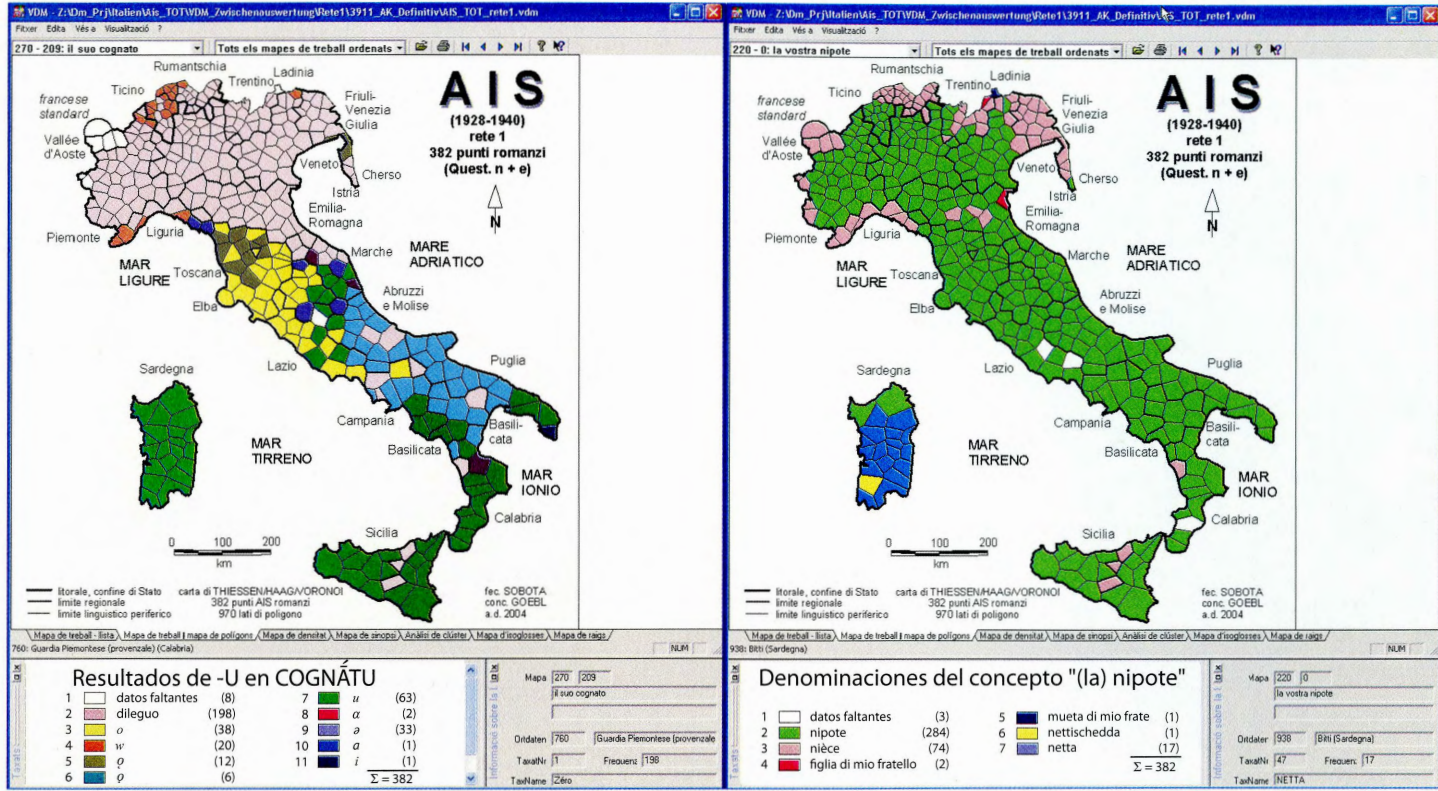 VDM - Z:\Dm_Prj\Italien\Ais_TOT\VDM_Zwischenauswertung\Rete1\3911_AK_Definitiv\AIS_TOT_rete1.vdm
Fitxer Edita Vés a Visualització ?
270 - 209: il suo cognato
Tots els mapes de treball ordenats
AIS
(1928-1940)
rete 1
382 punti romanzi
(Quest. n + e)
N
Rumantschia
Ladinia
Ticino
Trentino
francese
standard
Friuli-
Venezia
Giulia
Vallée
d'Aoste
Veneto
Cherso
Istria
Emilia-
Romagna
Piemonte
Liguria
Marche
MARE
ADRIATICO
MAR
LIGURE
Toscana
Elba
Abruzzi
e Molise
Lazio
Puglia
Sardegna
Campania
Basili-
cata
Basilicata
MAR
TIRRENO
MAR
IONIO
Calabria
Sicilia
0 100 200
km
litorale, confine di Stato
limite regionale
limite linguistico periferico
carta di THIESSEN/HAAG/VORONOI
382 punti AIS romanzi
970 lati di poligono
fec. SOBOTA
conc. GOEBL
a.d. 2004
Mapa de treball - llista Mapa de treball | mapa de polígons Mapa de densitat Mapa de sinopsi Anàlisi de clúster Mapa d'isoglosses Mapa de raigs
760: Guardia Piemontese (provenzale) (Calabria)
NUM
Taxats
Resultados de -U en COGNÁTU
1 datos faltantes (8)
2 dileguo (198)
3 o (38)
4 w (20)
5 ọ (12)
6 ǫ (6)
7 u (63)
8 α (2)
9 ə (33)
10 a (1)
11 i (1)
Σ = 382
Informació sobre la l
Mapa 270 209
il suo cognato
Ortdaten 760 Guardia Piemontese (provenzale
TaxatNr 1 Frequenz 198
TaxName Zéro
VDM - Z:\Dm_Prj\Italien\Ais_TOT\VDM_Zwischenauswertung\Rete1\3911_AK_Definitiv\AIS_TOT_rete1.vdm
Fitxer Edita Vés a Visualització ?
220 - 0: la vostra nipote
Tots els mapes de treball ordenats
AIS
(1928-1940)
rete 1
382 punti romanzi
(Quest. n + e)
N
Rumantschia
Ladinia
Ticino
Trentino
francese
standard
Friuli-
Venezia
Giulia
Vallée
d'Aoste
Veneto
Cherso
Istria
Emilia-
Romagna
Piemonte
Liguria
Marche
MARE
ADRIATICO
MAR
LIGURE
Toscana
Elba
Abruzzi
e Molise
Lazio
Puglia
Sardegna
Campania
Basili-
cata
Basilicata
MAR
TIRRENO
MAR
IONIO
Calabria
Sicilia
0 100 200
km
litorale, confine di Stato
limite regionale
limite linguistico periferico
carta di THIESSEN/HAAG/VORONOI
382 punti AIS romanzi
970 lati di poligono
fec. SOBOTA
conc. GOEBL
a.d. 2004
Mapa de treball - llista Mapa de treball | mapa de polígons Mapa de densitat Mapa de sinopsi Anàlisi de clúster Mapa d'isoglosses Mapa de raigs
938: Bitti (Sardegna)
NUM
Taxats
Denominaciones del concepto "(la) nipote"
1 datos faltantes (3)
2 nipote (284)
3 nièce (74)
4 figlia di mio fratello (2)
5 mueta di mio frate (1)
6 nettischedda (1)
7 netta (17)
Σ = 382
Informació sobre la l
Mapa 220 0
la vostra nipote
Ortdaten 938 Bitti (Sardegna)
TaxatNr 47 Frequenz 17
TaxName NETTA